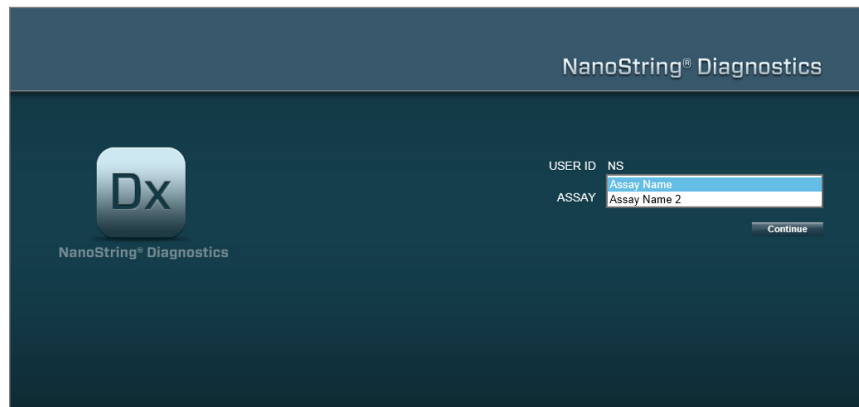 NanoString® Diagnostics
Dx
NanoString® Diagnostics
USER ID NS
ASSAY
Assay Name
Assay Name 2
Continue